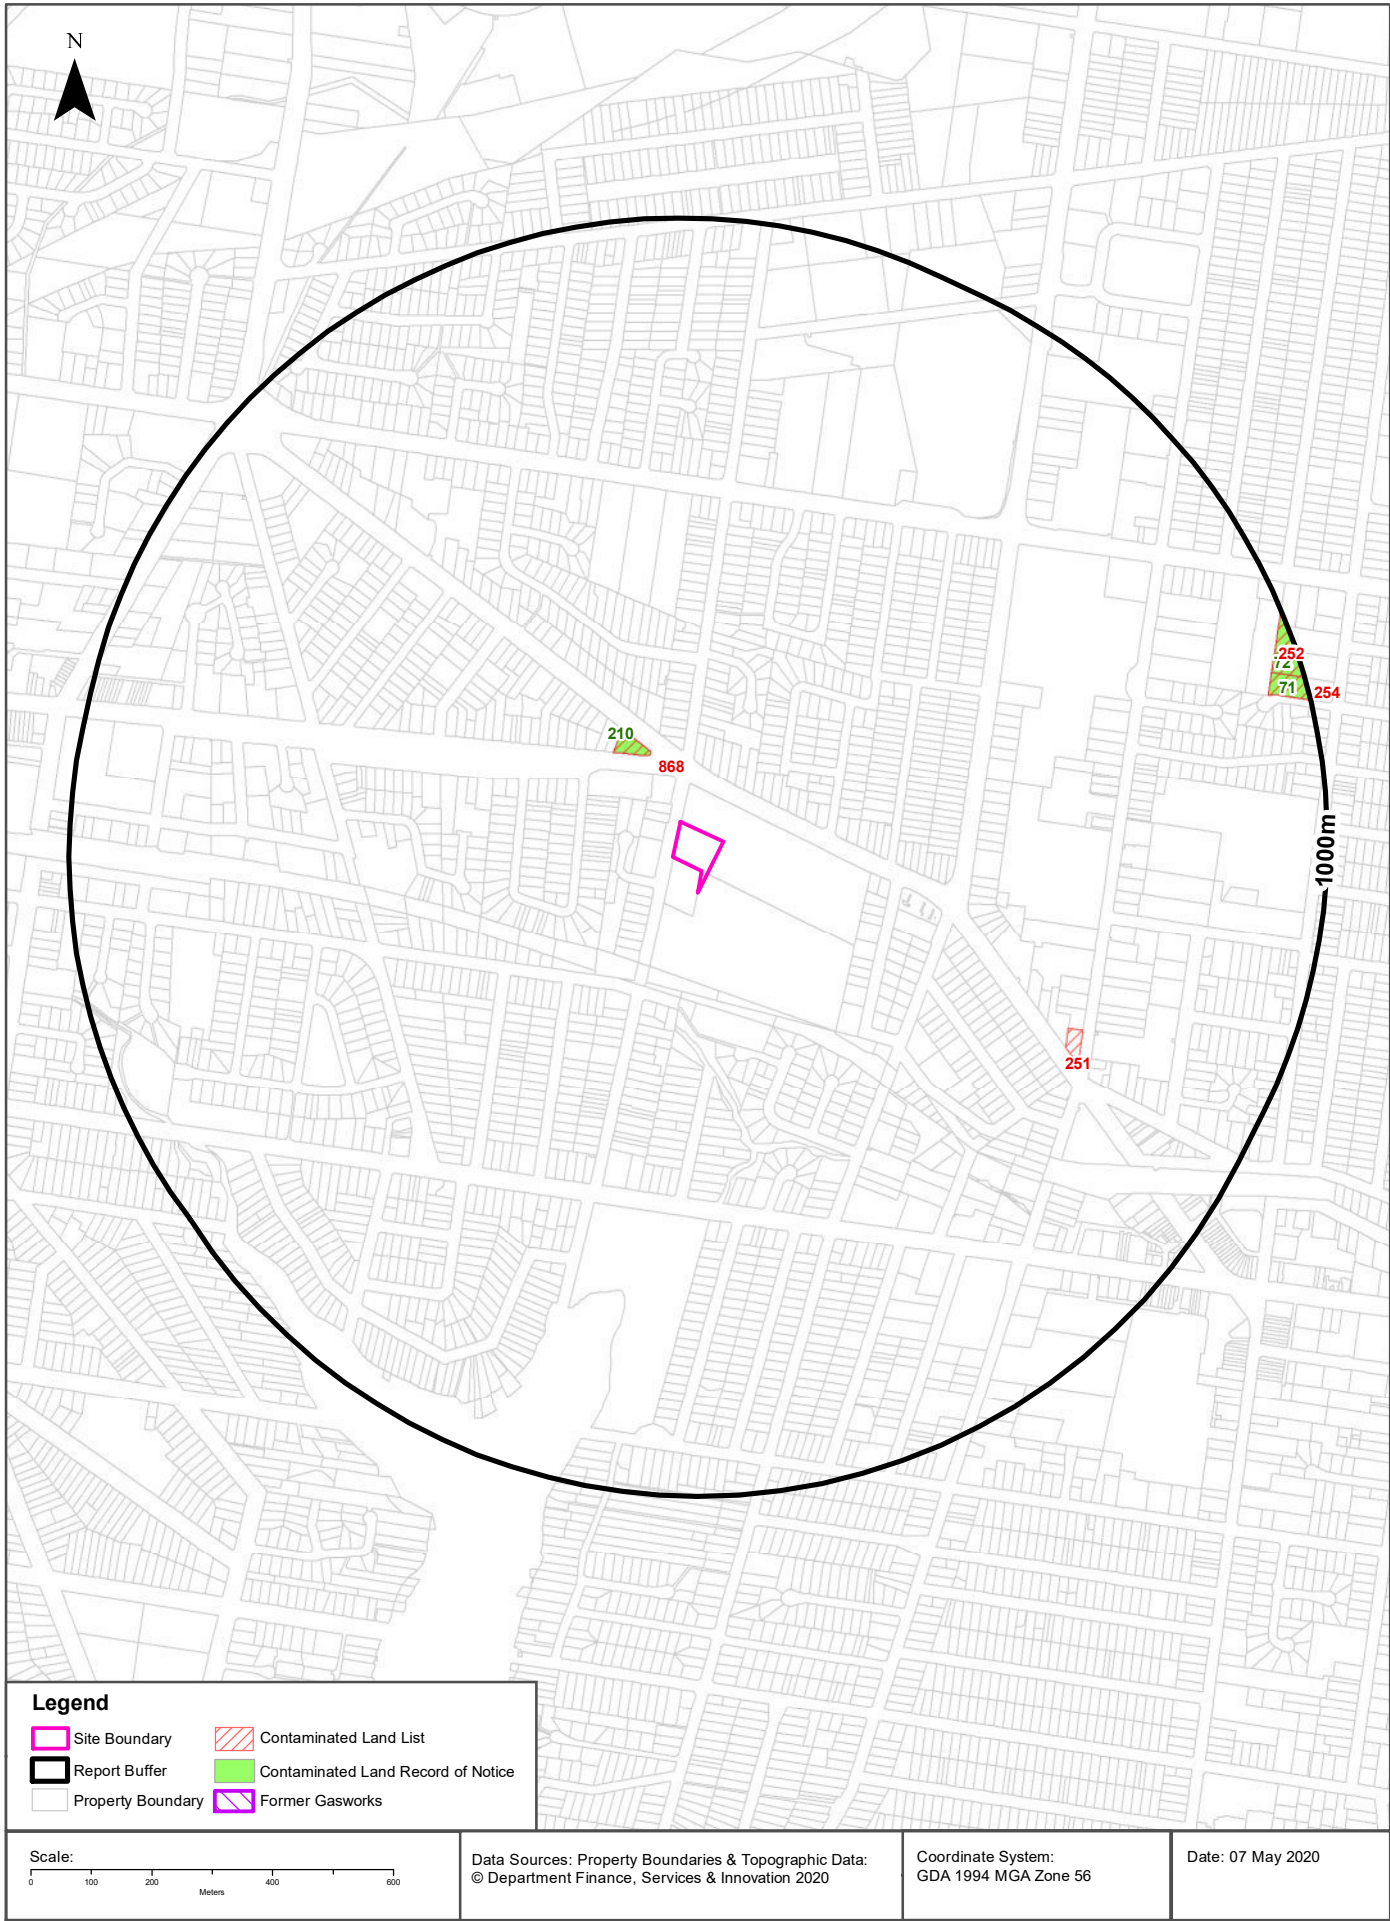 N
252
72
71
254
210
868
1000m
251
Legend
Site Boundary
Contaminated Land List
Report Buffer
Contaminated Land Record of Notice
Property Boundary
Former Gasworks
Scale:
0 100 200 400 600
Meters
Data Sources: Property Boundaries & Topographic Data:
© Department Finance, Services & Innovation 2020
Coordinate System:
GDA 1994 MGA Zone 56
Date: 07 May 2020